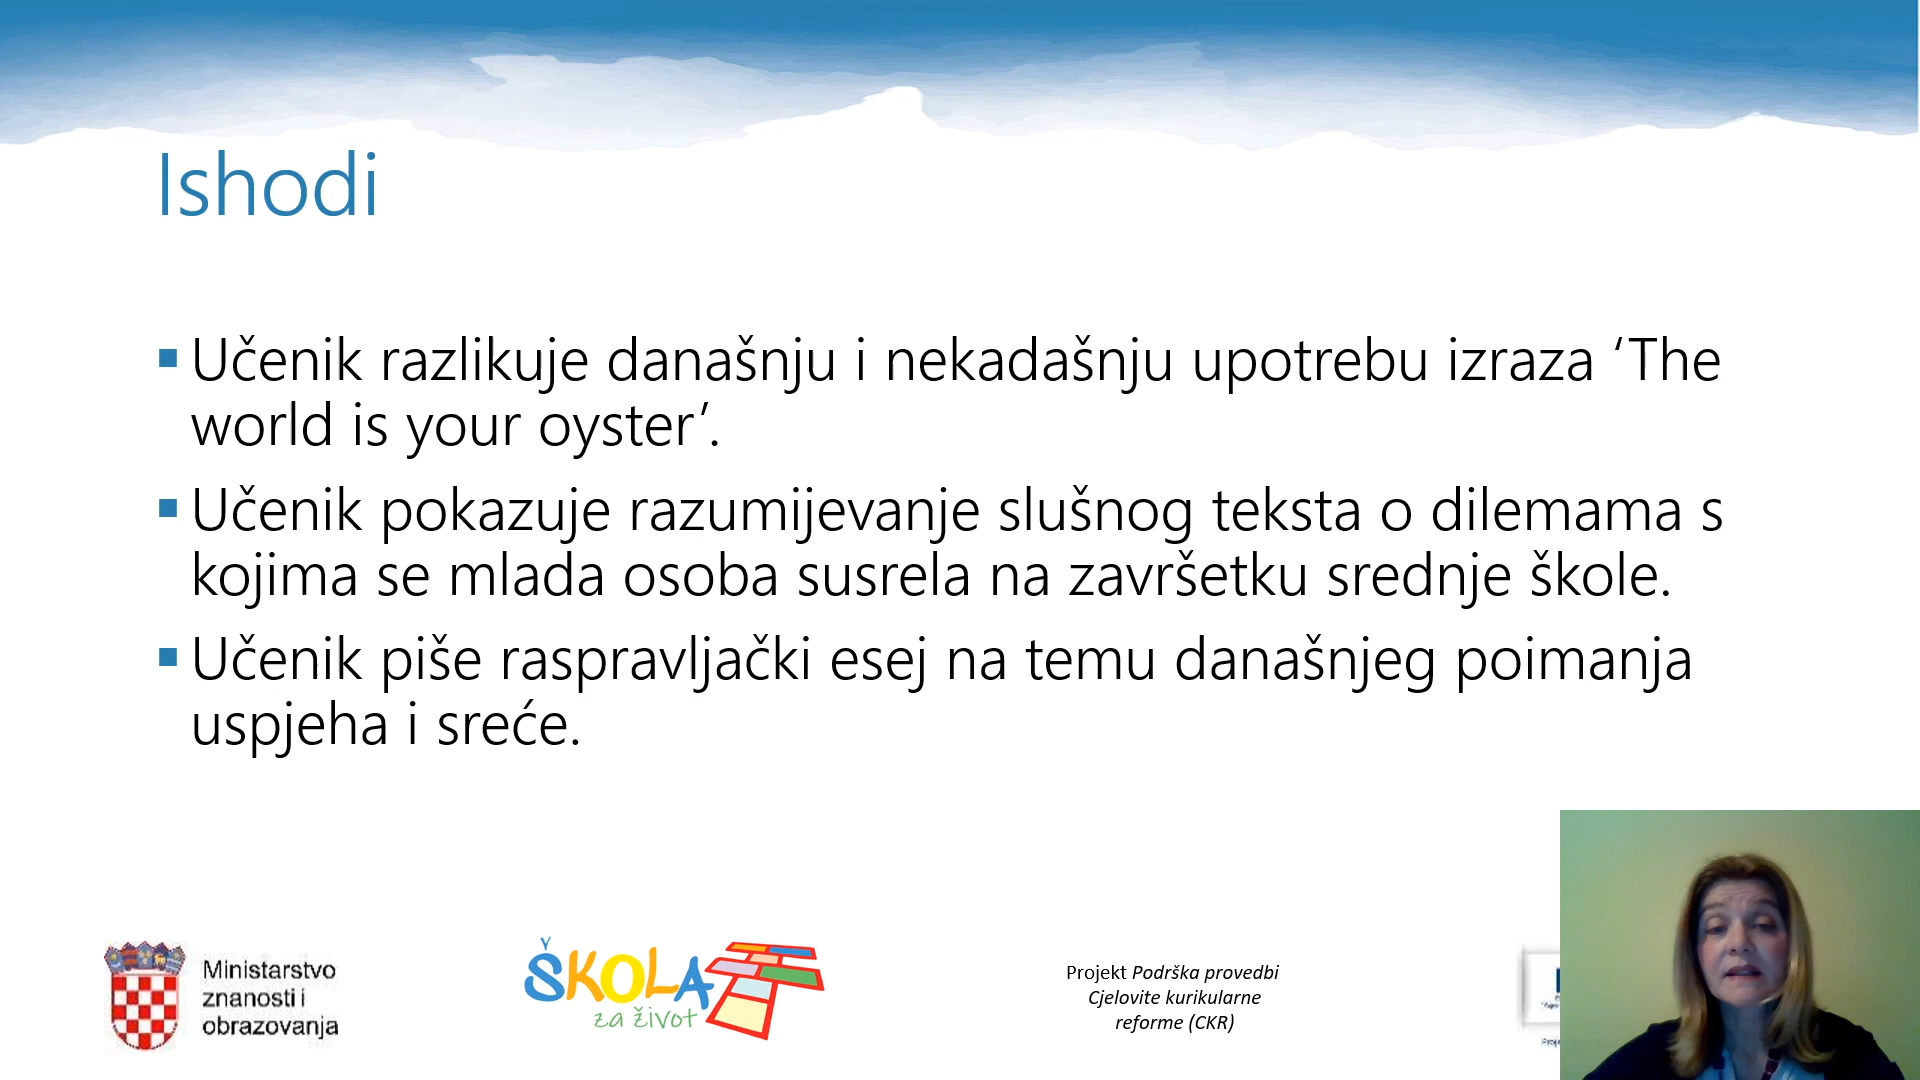 Ishodi
Učenik razlikuje današnju i nekadašnju upotrebu izraza ‘The
world is your oyster’.
Učenik pokazuje razumijevanje slušnog teksta o dilemama s
kojima se mlada osoba susrela na završetku srednje škole.
Učenik piše raspravljački esej na temu današnjeg poimanja
uspjeha i sreće.
Ministarstvo
znanosti i
obrazovanja
ŠKOLA
za život
Projekt Podrška provedbi
Cjelovite kurikularne
reforme (CKR)